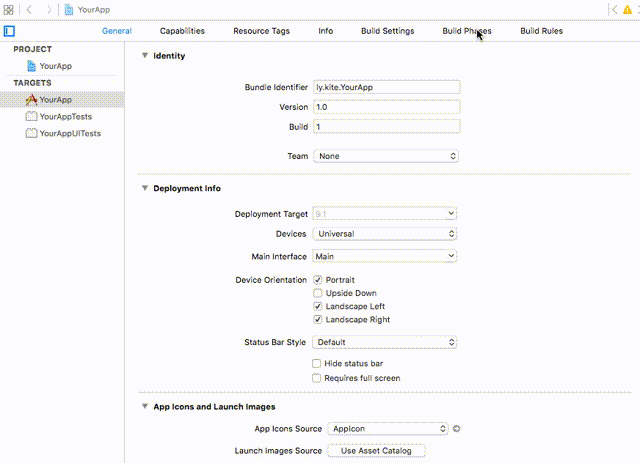 YourApp
General Capabilities Resource Tags Info Build Settings Build Phases Build Rules
PROJECT
YourApp
TARGETS
YourApp
YourAppTests
YourAppUITests
Identity
Bundle Identifier ly.kite.YourApp
Version 1.0
Build 1
Team None
Deployment Info
Deployment Target 9.1
Devices Universal
Main Interface Main
Device Orientation Portrait
Upside Down
Landscape Left
Landscape Right
Status Bar Style Default
Hide status bar
Requires full screen
App Icons and Launch Images
App Icons Source AppIcon
Launch Images Source Use Asset Catalog